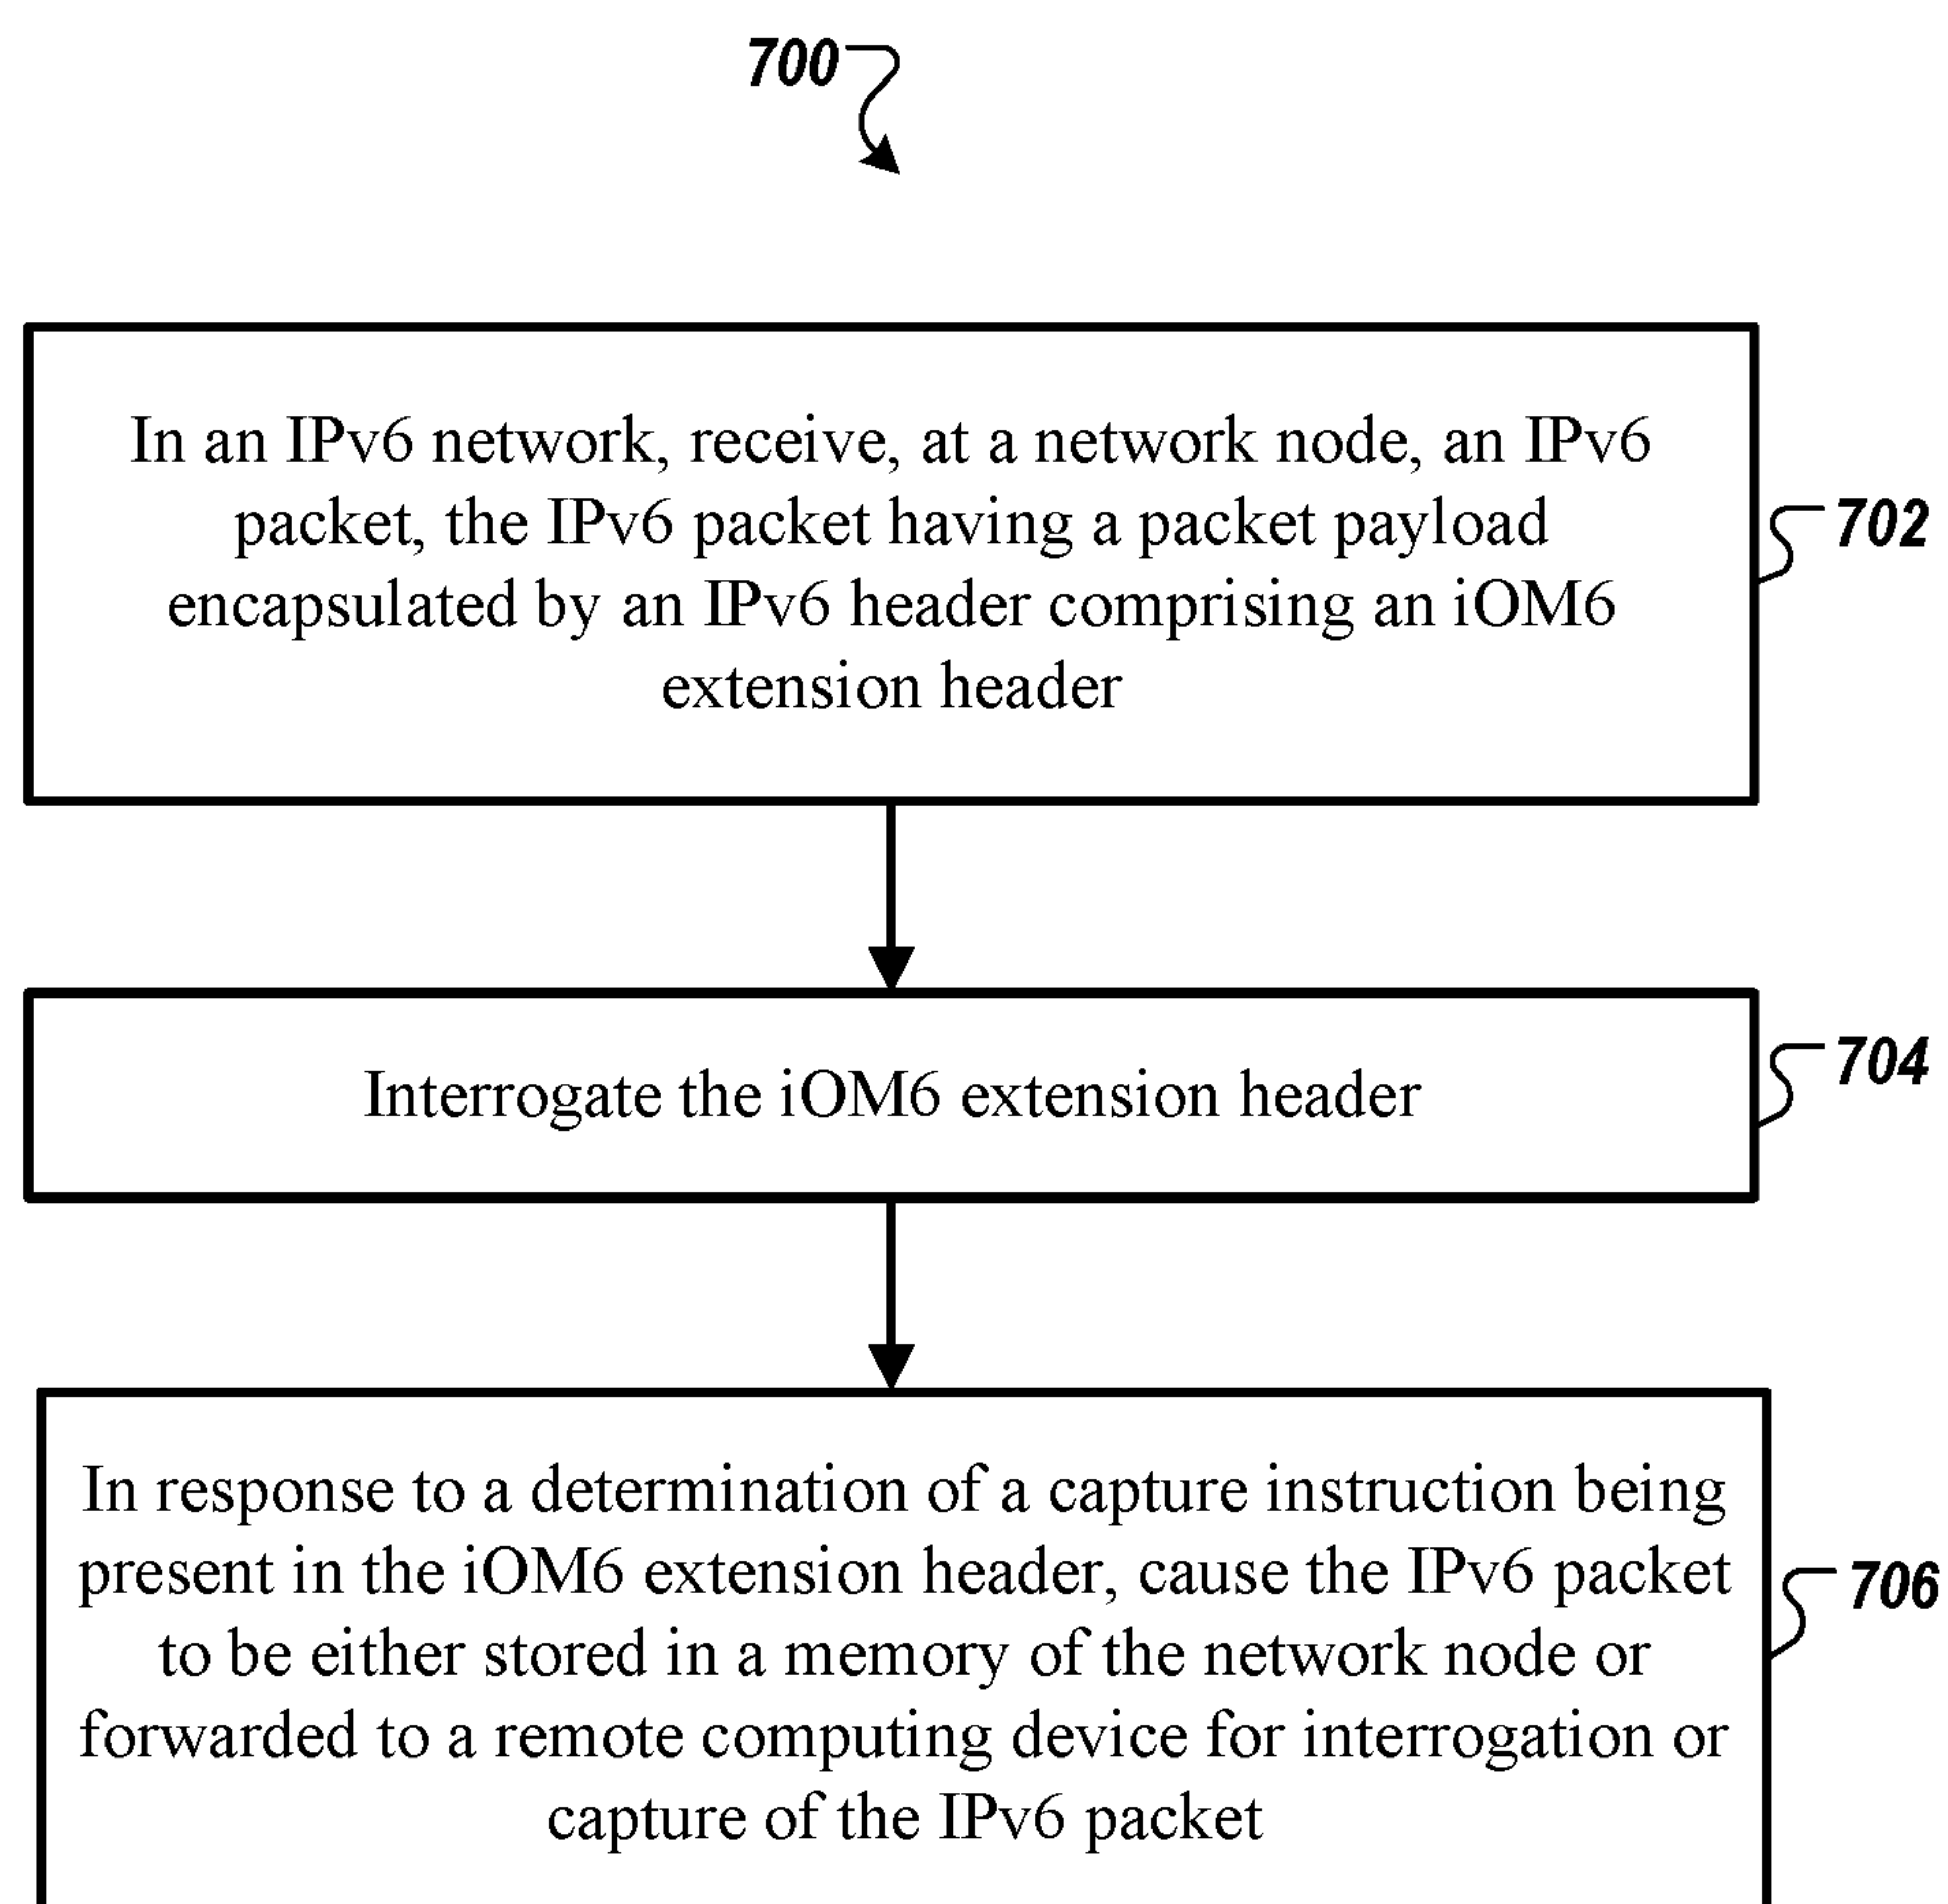 700
In an IPv6 network, receive, at a network node, an IPv6
packet, the IPv6 packet having a packet payload
encapsulated by an IPv6 header comprising an iOM6
extension header
702
Interrogate the iOM6 extension header
704
In response to a determination of a capture instruction being
present in the iOM6 extension header, cause the IPv6 packet
to be either stored in a memory of the network node or
forwarded to a remote computing device for interrogation or
capture of the IPv6 packet
706